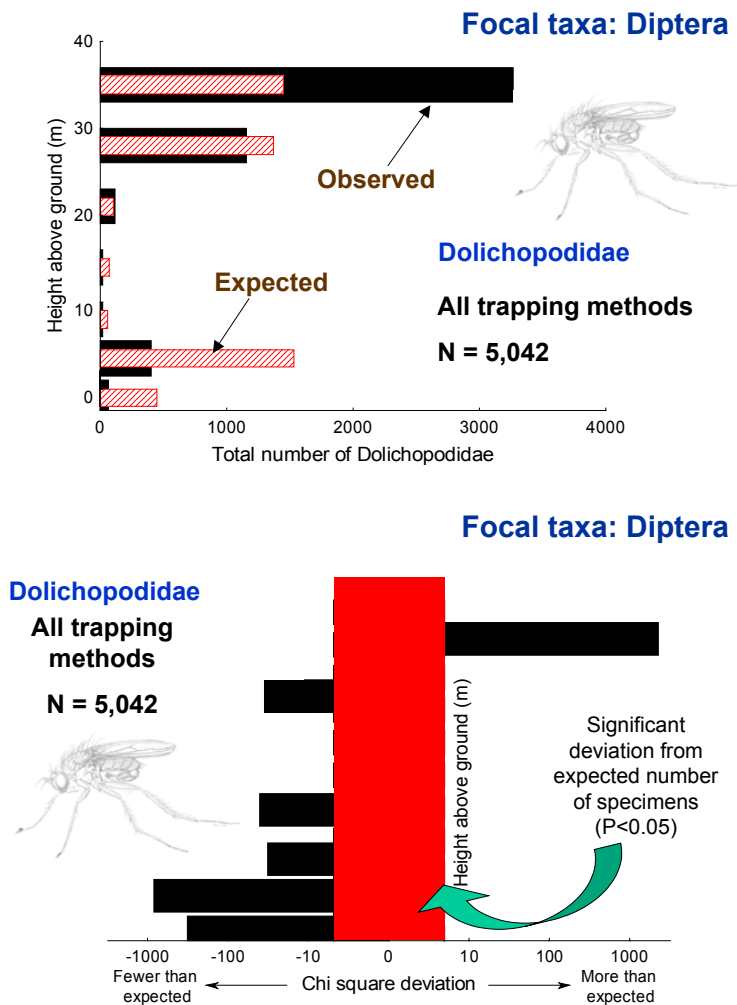 Focal taxa: Diptera
40
30
20
10
0
Height above ground (m)
Observed
Expected
Dolichopodidae
All trapping methods
N = 5,042
0 1000 2000 3000 4000
Total number of Dolichopodidae
Focal taxa: Diptera
Dolichopodidae
All trapping
methods
N = 5,042
Height above ground (m)
Significant
deviation from
expected number
of specimens
(P<0.05)
-1000 -100 -10 0 10 100 1000
Fewer than
expected
Chi square deviation
More than
expected